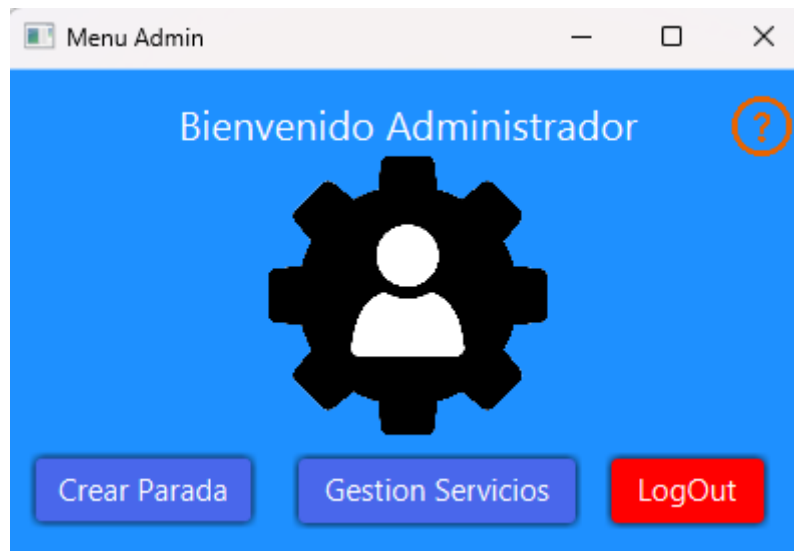 Menu Admin
Bienvenido Administrador
?
Crear Parada
Gestion Servicios
LogOut